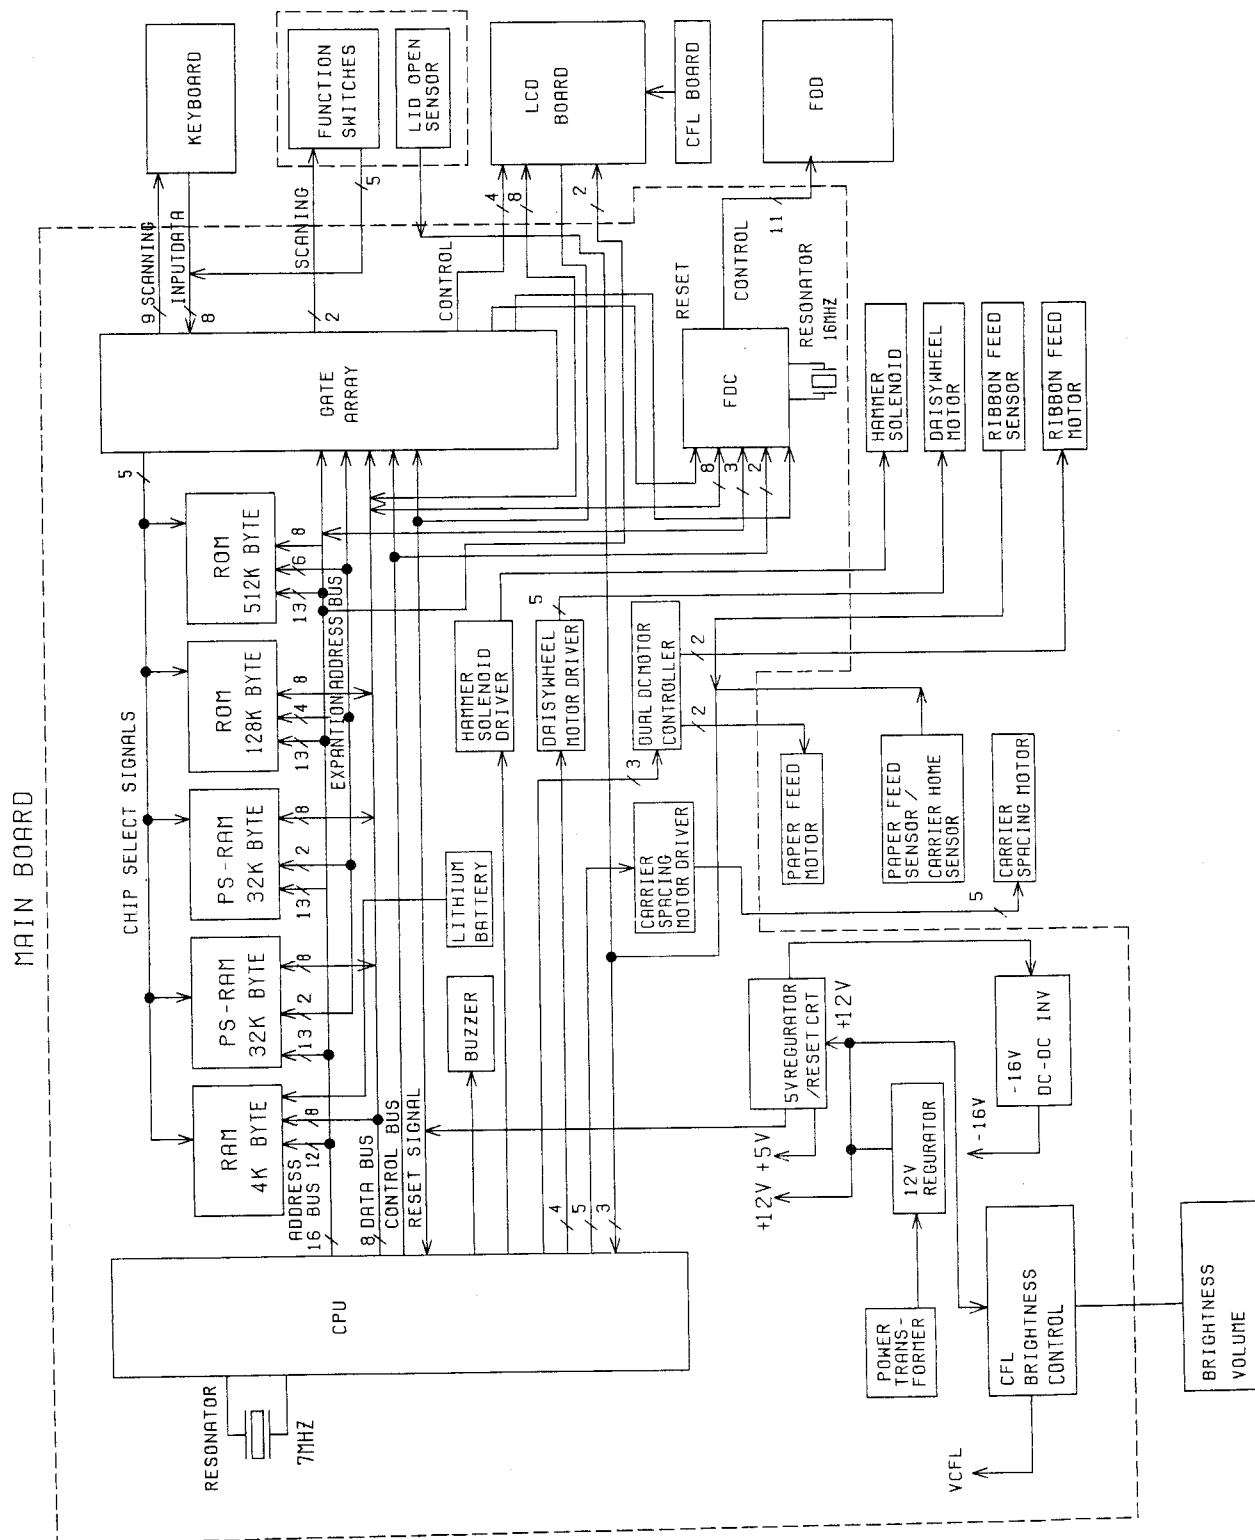 MAIN BOARD
RESONATOR
7MHZ
CPU
CHIP SELECT SIGNALS
5
RAM
4K BYTE
PS-RAM
32K BYTE
PS-RAM
32K BYTE
ROM
128K BYTE
ROM
512K BYTE
ADDRESS
16 BUS 12
8
13
2
8
13
2
8
13
4
8
13
6
8
EXPANTION ADDRESS BUS
8 DATA BUS
CONTROL BUS
RESET SIGNAL
GATE
ARRAY
9 SCANNING
INPUTDATA
8
KEYBOARD
SCANING
2
5
FUNCTION
SWITCHES
LID OPEN
SENSOR
CONTROL
4
8
2
LCD
BOARD
CFL BOARD
BUZZER
LITHIUM
BATTERY
HAMMER
SOLENOID
DRIVER
DAISYWHEEL
MOTOR DRIVER
5
DUAL DC MOTOR
CONTROLLER
3
2
2
CARRIER
SPACING
MOTOR DRIVER
4
5
3
RESET
FDC
8
3
2
CONTROL
11
FDD
RESONATOR
16MHZ
HAMMER
SOLENOID
DAISYWHEEL
MOTOR
RIBBON FEED
SENSOR
RIBBON FEED
MOTOR
PAPER FEED
MOTOR
PAPER FEED
SENSOR /
CARRIER HOME
SENSOR
CARRIER
SPACING MOTOR
5
5V REGURATOR
/RESET CRT
+12V
+5V
+12V
12V
REGURATOR
-16V
-16V
DC-DC INV
POWER
TRANS-
FORMER
CFL
BRIGHTNESS
CONTROL
VCFL
BRIGHTNESS
VOLUME